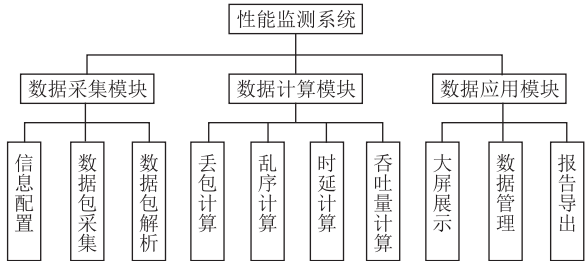 性能监测系统
数据采集模块
数据计算模块
数据应用模块
信息配置
数据包采集
数据包解析
丢包计算
乱序计算
时延计算
吞吐量计算
大屏展示
数据管理
报告导出